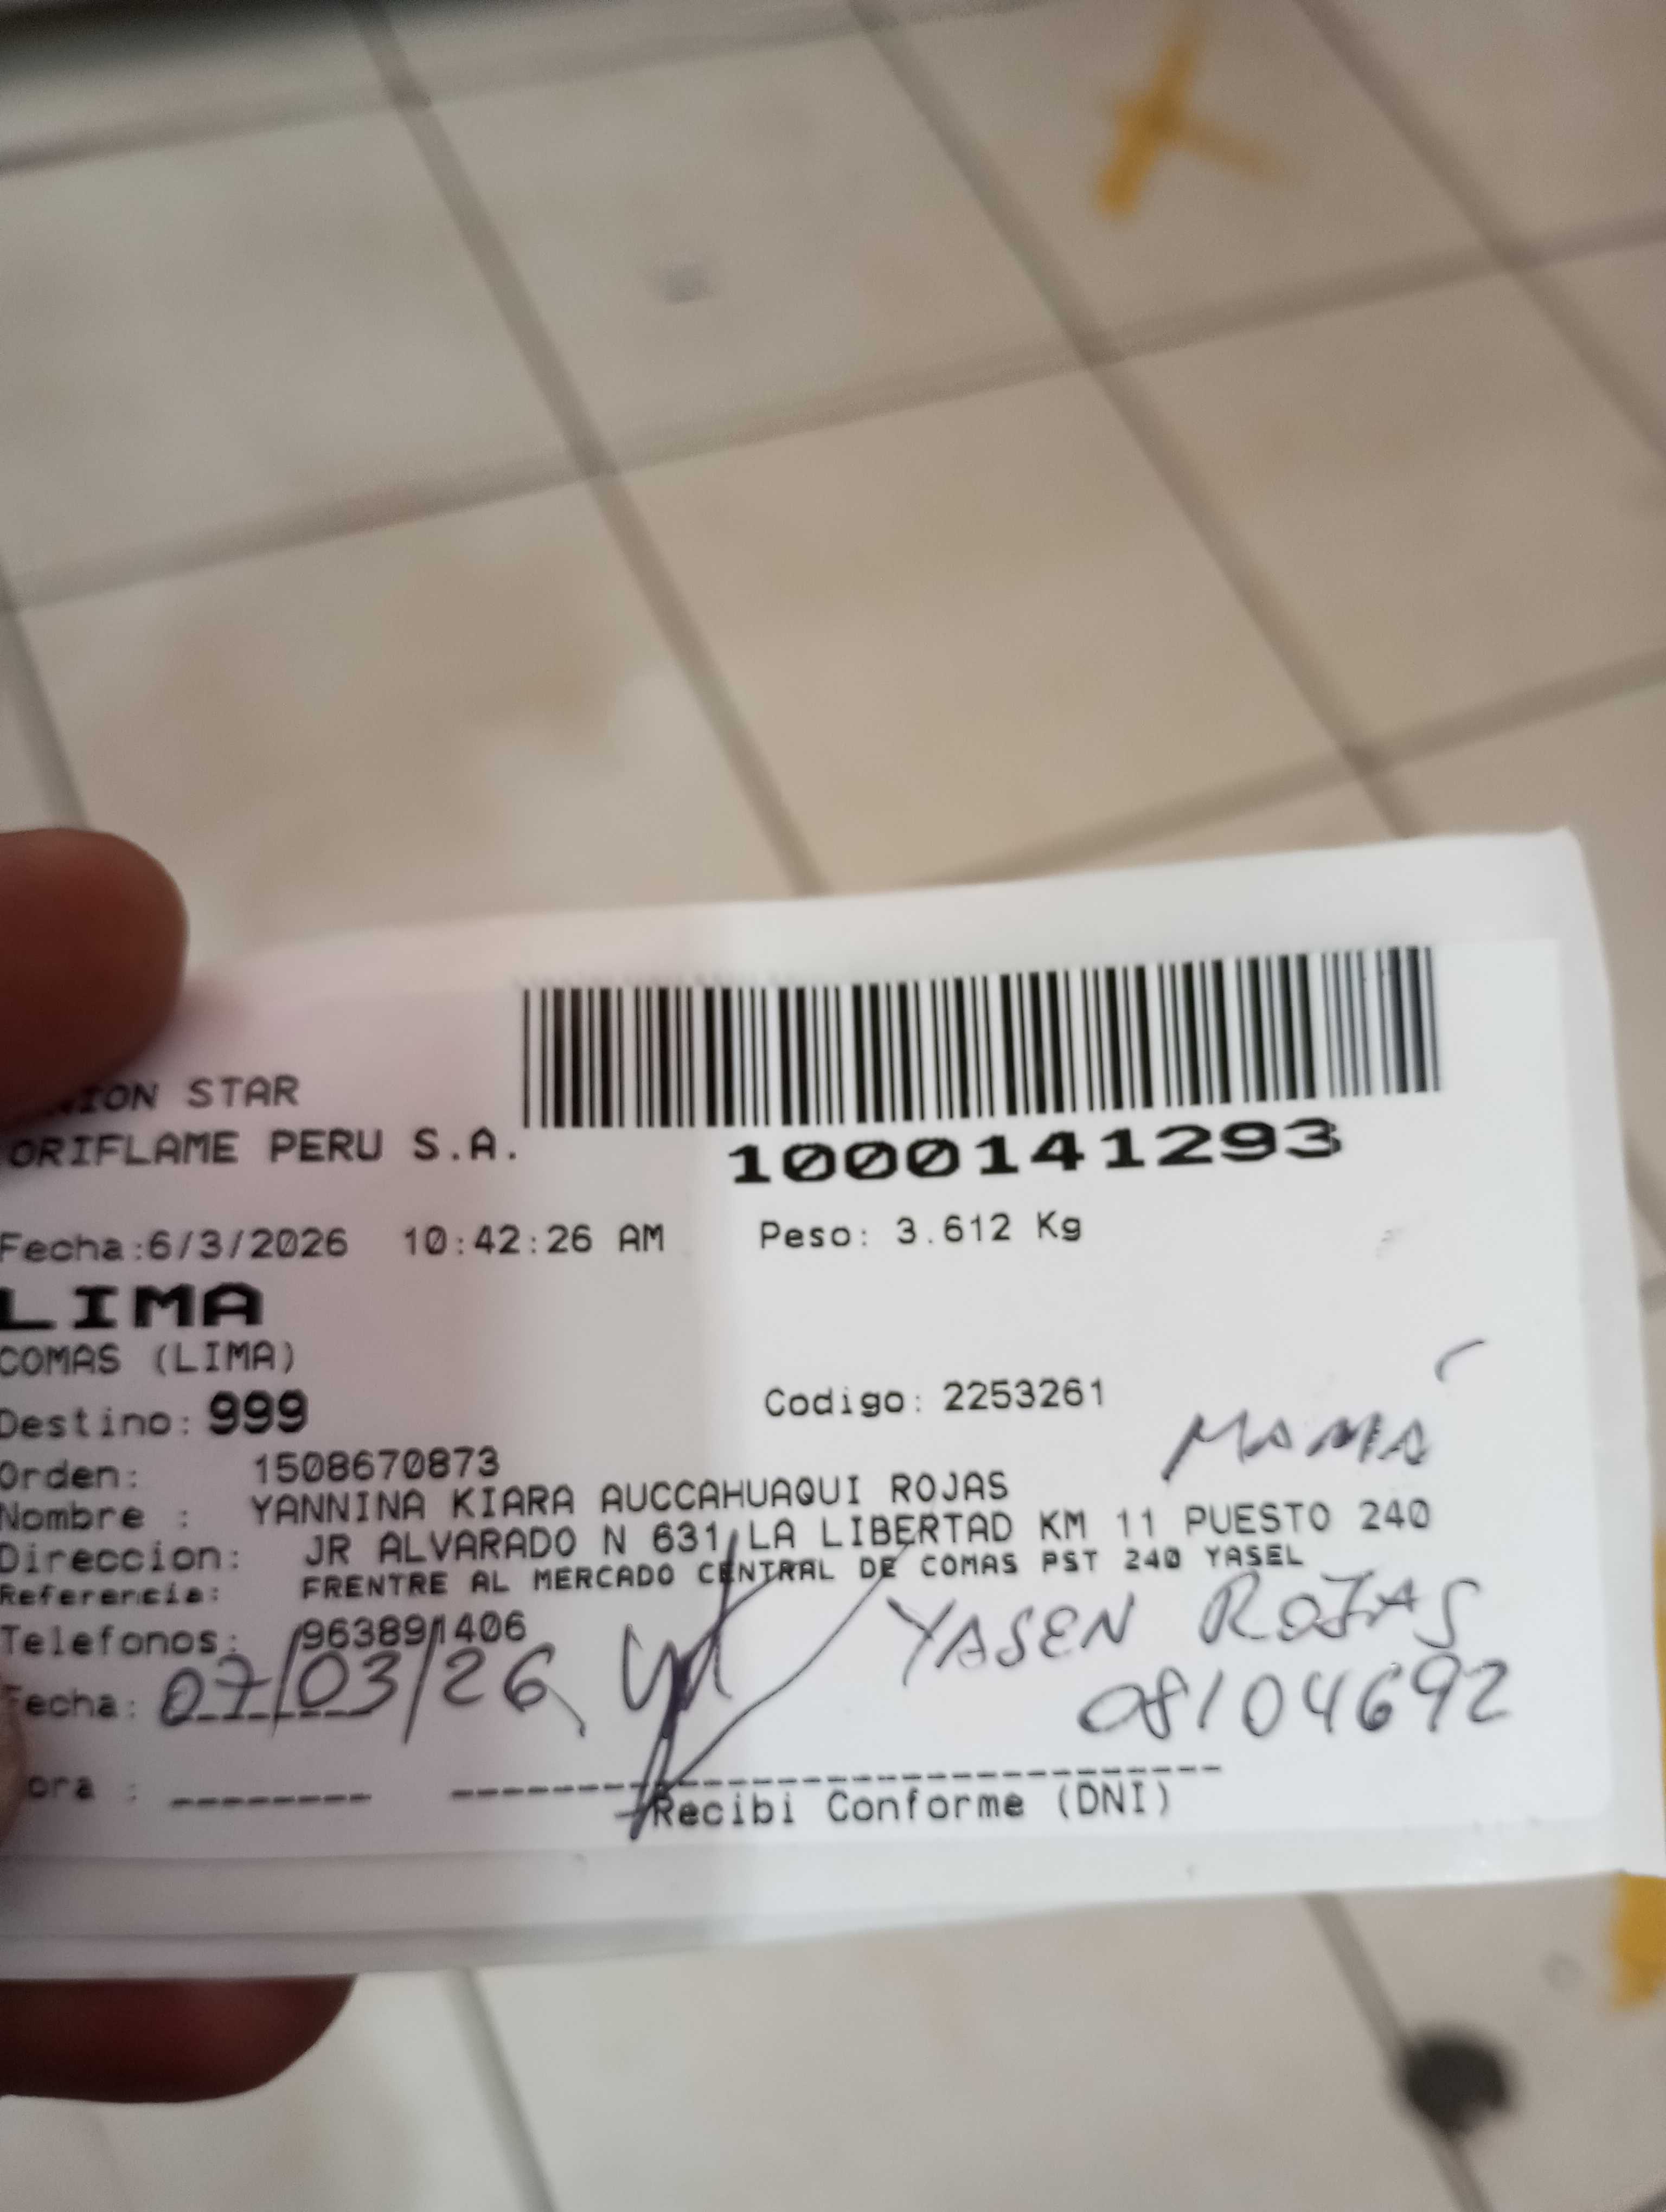 STAR
ORIFLAME PERU S.A.
1000141293
Fecha:6/3/2026 10:42:26 AM Peso: 3.612 Kg
LIMA
COMAS (LIMA)
Destino: 999 Codigo: 2253261
MAMÁ
Orden: 1508670873
Nombre : YANNINA KIARA AUCCAHUAQUI ROJAS
Direccion: JR ALVARADO N 631 LA LIBERTAD KM 11 PUESTO 240
Referencia: FRENTRE AL MERCADO CENTRAL DE COMAS PST 240 YASEL
Telefonos: 963891406
YASEN ROJAS
Fecha: 07/03/26 08104692
Recibi Conforme (DNI)